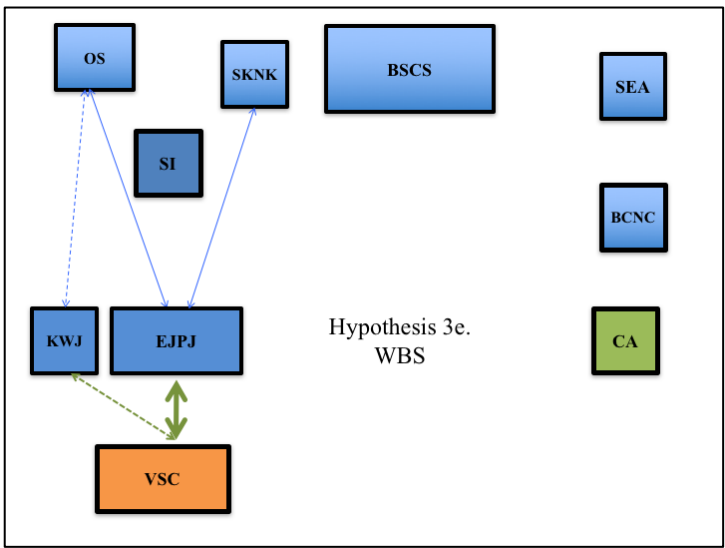 OS
SKNK
BSCS
SEA
SI
BCNC
KWJ
EJPJ
Hypothesis 3e.
WBS
CA
VSC